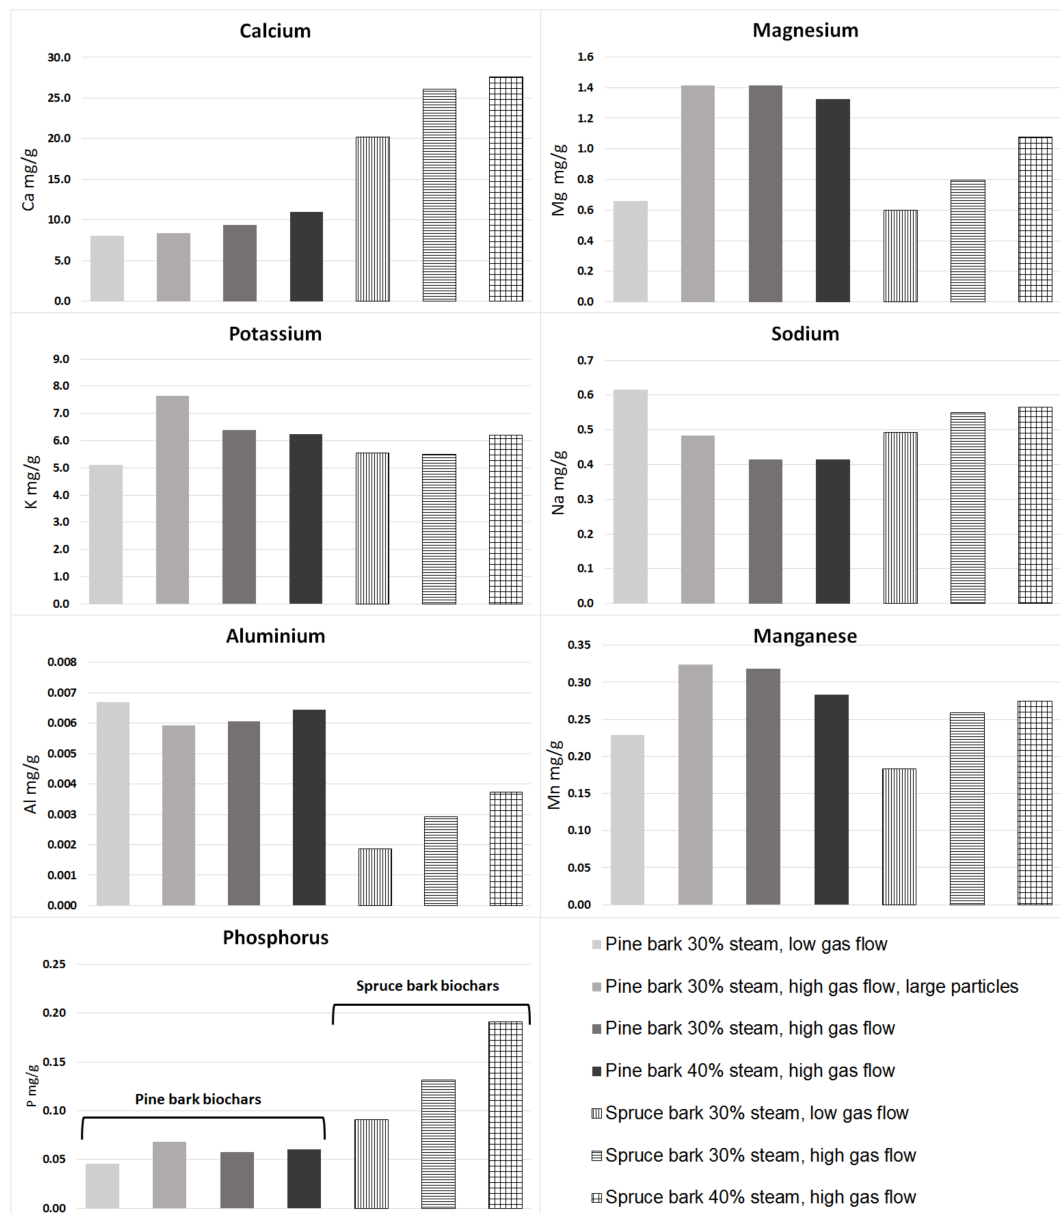 Calcium
Ca mg/g
30.0
25.0
20.0
15.0
10.0
5.0
0.0
Magnesium
Mg mg/g
1.6
1.4
1.2
1.0
0.8
0.6
0.4
0.2
0.0
Potassium
K mg/g
9.0
8.0
7.0
6.0
5.0
4.0
3.0
2.0
1.0
0.0
Sodium
Na mg/g
0.7
0.6
0.5
0.4
0.3
0.2
0.1
0.0
Aluminium
Al mg/g
0.008
0.007
0.006
0.005
0.004
0.003
0.002
0.001
0.000
Manganese
Mn mg/g
0.35
0.30
0.25
0.20
0.15
0.10
0.05
0.00
Phosphorus
P mg/g
0.25
0.20
0.15
0.10
0.05
0.00
Spruce bark biochars
Pine bark biochars
Pine bark 30% steam, low gas flow
Pine bark 30% steam, high gas flow, large particles
Pine bark 30% steam, high gas flow
Pine bark 40% steam, high gas flow
Spruce bark 30% steam, low gas flow
Spruce bark 30% steam, high gas flow
Spruce bark 40% steam, high gas flow